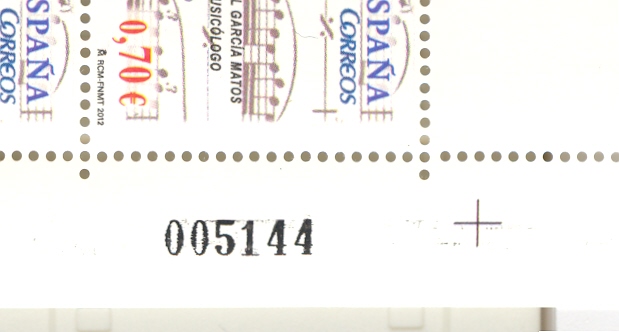 ESPAÑA
CORREOS
0,70 €
RCM-FNMT 2012
GARCÍA MATOS
MUSICÓLOGO
ESPAÑA
CORREOS
005144